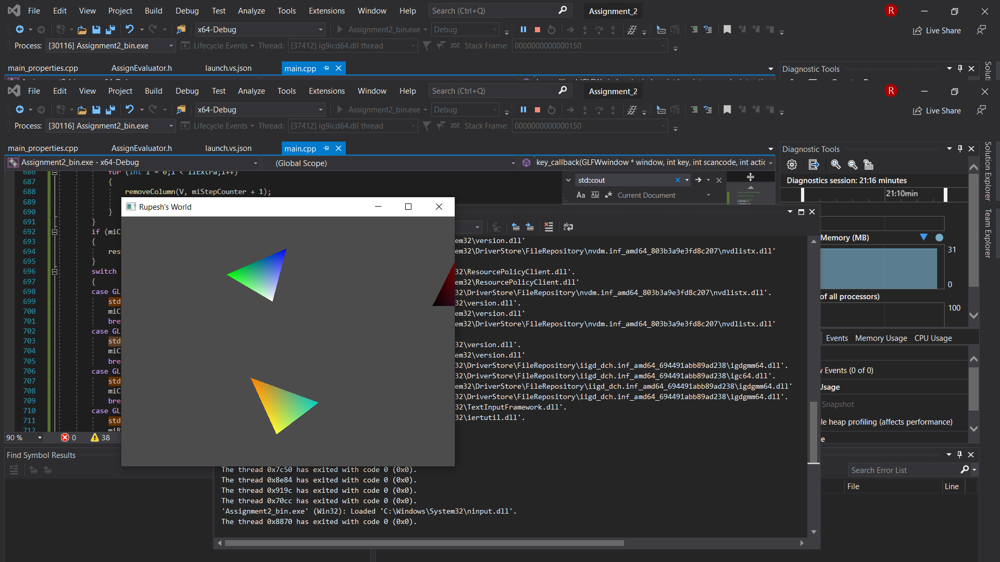 File Edit View Project Build Debug Test Analyze Tools Extensions Window Help Search (Ctrl+Q) Assignment_2 R
x64-Debug Assignment2_bin.exe Debug Live Share
Process: [30116] Assignment2_bin.exe Lifecycle Events Thread: [37412] ig9icd64.dll thread Stack Frame: 0000000000000150
main_properties.cpp AssignEvaluator.h launch.vs.json main.cpp Diagnostic Tools
File Edit View Project Build Debug Test Analyze Tools Extensions Window Help Search (Ctrl+Q) Assignment_2 R
x64-Debug Assignment2_bin.exe Debug Live Share
Process: [30116] Assignment2_bin.exe Lifecycle Events Thread: [37412] ig9icd64.dll thread Stack Frame: 0000000000000150
main_properties.cpp AssignEvaluator.h launch.vs.json main.cpp Diagnostic Tools
Assignment2_bin.exe - x64-Debug (Global Scope) key_callback(GLFWwindow * window, int key, int scancode, int actic
686 for (int i = 0;i < iiExtra;i++)
687 {
688 removeColumn(V, miStepCounter + 1);
689
690 }
691 }
692 if (miC
693 {
694 res
695 }
696 switch
697 {
698 case GL
699 std
700 miC
701 bre
702 case GL
703 std
704 miC
705 bre
706 case GL
707 std
708 miC
709 bre
710 case GL
711 std
712 miR
std::cout
Aa Abl Current Document
Diagnostics session: 21:16 minutes
21:10min
Memory (MB)
31
0
of all processors)
100
Events Memory Usage CPU Usage
v Events (0 of 0)
Usage
Snapshot
le heap profiling (affects performance)
e
Solution Explorer
Team Explorer
Rupesh's World
em32\version.dll'
em32\DriverStore\FileRepository\nvdm.inf_amd64_803b3a9e3fd8c207\nvdlistx.dll'
32\ResourcePolicyClient.dll'.
em32\ResourcePolicyClient.dll'
32\DriverStore\FileRepository\nvdm.inf_amd64_803b3a9e3fd8c207\nvdlistx.dll'.
32\version.dll'.
em32\version.dll'
em32\DriverStore\FileRepository\nvdm.inf_amd64_803b3a9e3fd8c207\nvdlistx.dll'
32\version.dll'.
em32\version.dll'
32\DriverStore\FileRepository\iigd_dch.inf_amd64_694491abb89ad238\igdgmm64.dll'.
32\DriverStore\FileRepository\iigd_dch.inf_amd64_694491abb89ad238\igc64.dll'.
em32\DriverStore\FileRepository\iigd_dch.inf_amd64_694491abb89ad238\igdgmm64.dll'
32\DriverStore\FileRepository\iigd_dch.inf_amd64_694491abb89ad238\igdgmm64.dll'.
32\TextInputFramework.dll'.
32\iertutil.dll'.
The thread 0x7c50 has exited with code 0 (0x0).
The thread 0x8e84 has exited with code 0 (0x0).
The thread 0x919c has exited with code 0 (0x0).
The thread 0x70cc has exited with code 0 (0x0).
'Assignment2_bin.exe' (Win32): Loaded 'C:\Windows\System32\ninput.dll'.
The thread 0x8870 has exited with code 0 (0x0).
90 % 0 38
Find Symbol Results
Search Error List
File Line